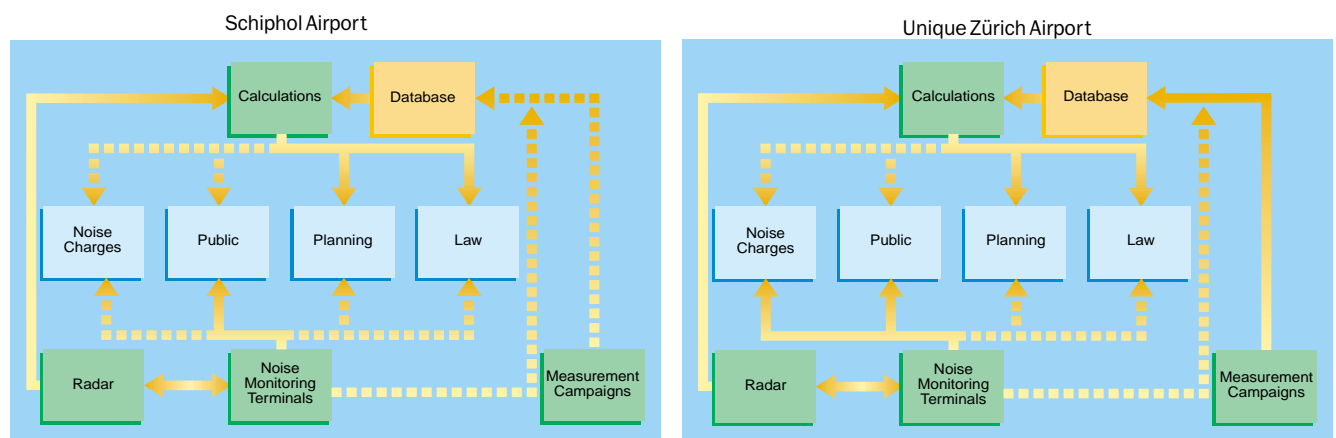 Schiphol Airport
Calculations
Database
Noise
Charges
Public
Planning
Law
Radar
Noise
Monitoring
Terminals
Measurement
Campaigns
Unique Zürich Airport
Calculations
Database
Noise
Charges
Public
Planning
Law
Radar
Noise
Monitoring
Terminals
Measurement
Campaigns